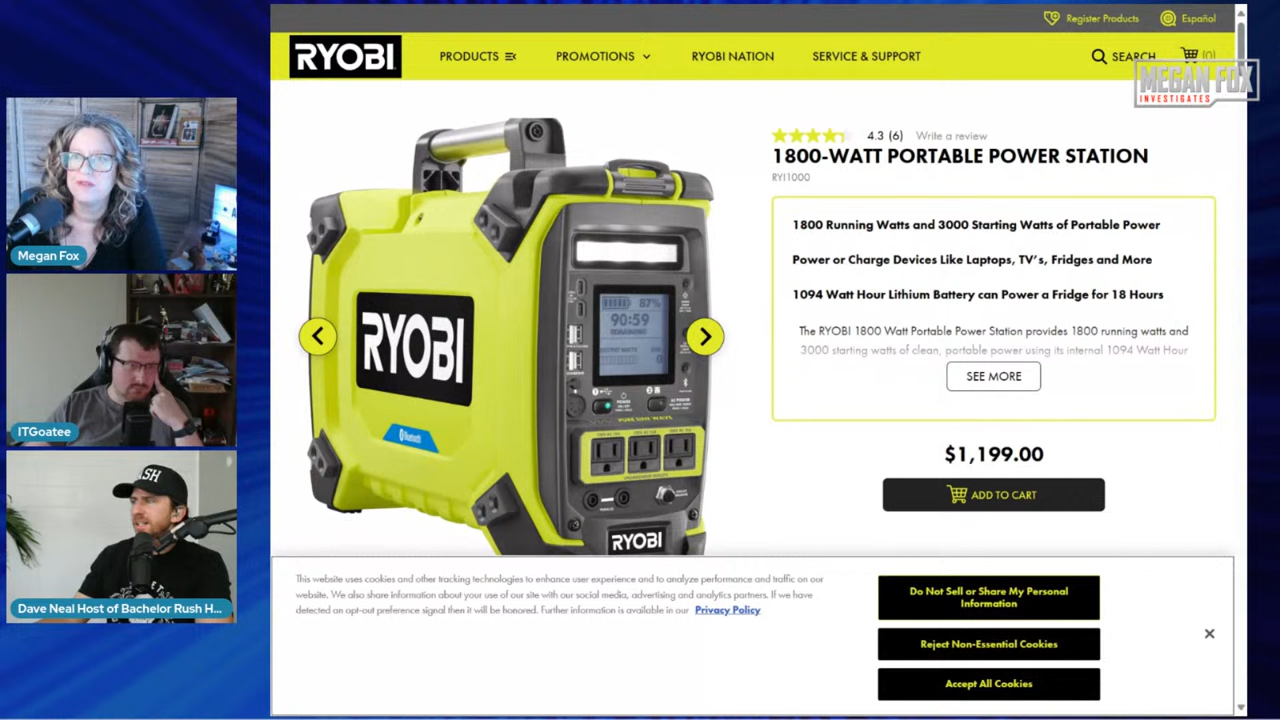 Register Products
Español
RYOBI
PRODUCTS
PROMOTIONS
RYOBI NATION
SERVICE & SUPPORT
SEARCH
(0)
MEGAN FOX
INVESTIGATES
4.3 (6)
Write a review
1800-WATT PORTABLE POWER STATION
RYI1000
1800 Running Watts and 3000 Starting Watts of Portable Power
Power or Charge Devices Like Laptops, TV's, Fridges and More
1094 Watt Hour Lithium Battery can Power a Fridge for 18 Hours
The RYOBI 1800 Watt Portable Power Station provides 1800 running watts and
3000 starting watts of clean, portable power using its internal 1094 Watt Hour
SEE MORE
$1,199.00
ADD TO CART
87%
90:59
REMAINING
RYOBI
Bluetooth
PURE SINE WAVE
RYOBI
Megan Fox
ITGoatee
Dave Neal Host of Bachelor Rush H...
This website uses cookies and other tracking technologies to enhance user experience and to analyze performance and traffic on our
website. We also share information about your use of our site with our social media, advertising and analytics partners. If we have
detected an opt-out preference signal then it will be honored. Further information is available in our Privacy Policy
Do Not Sell or Share My Personal
Information
Reject Non-Essential Cookies
Accept All Cookies